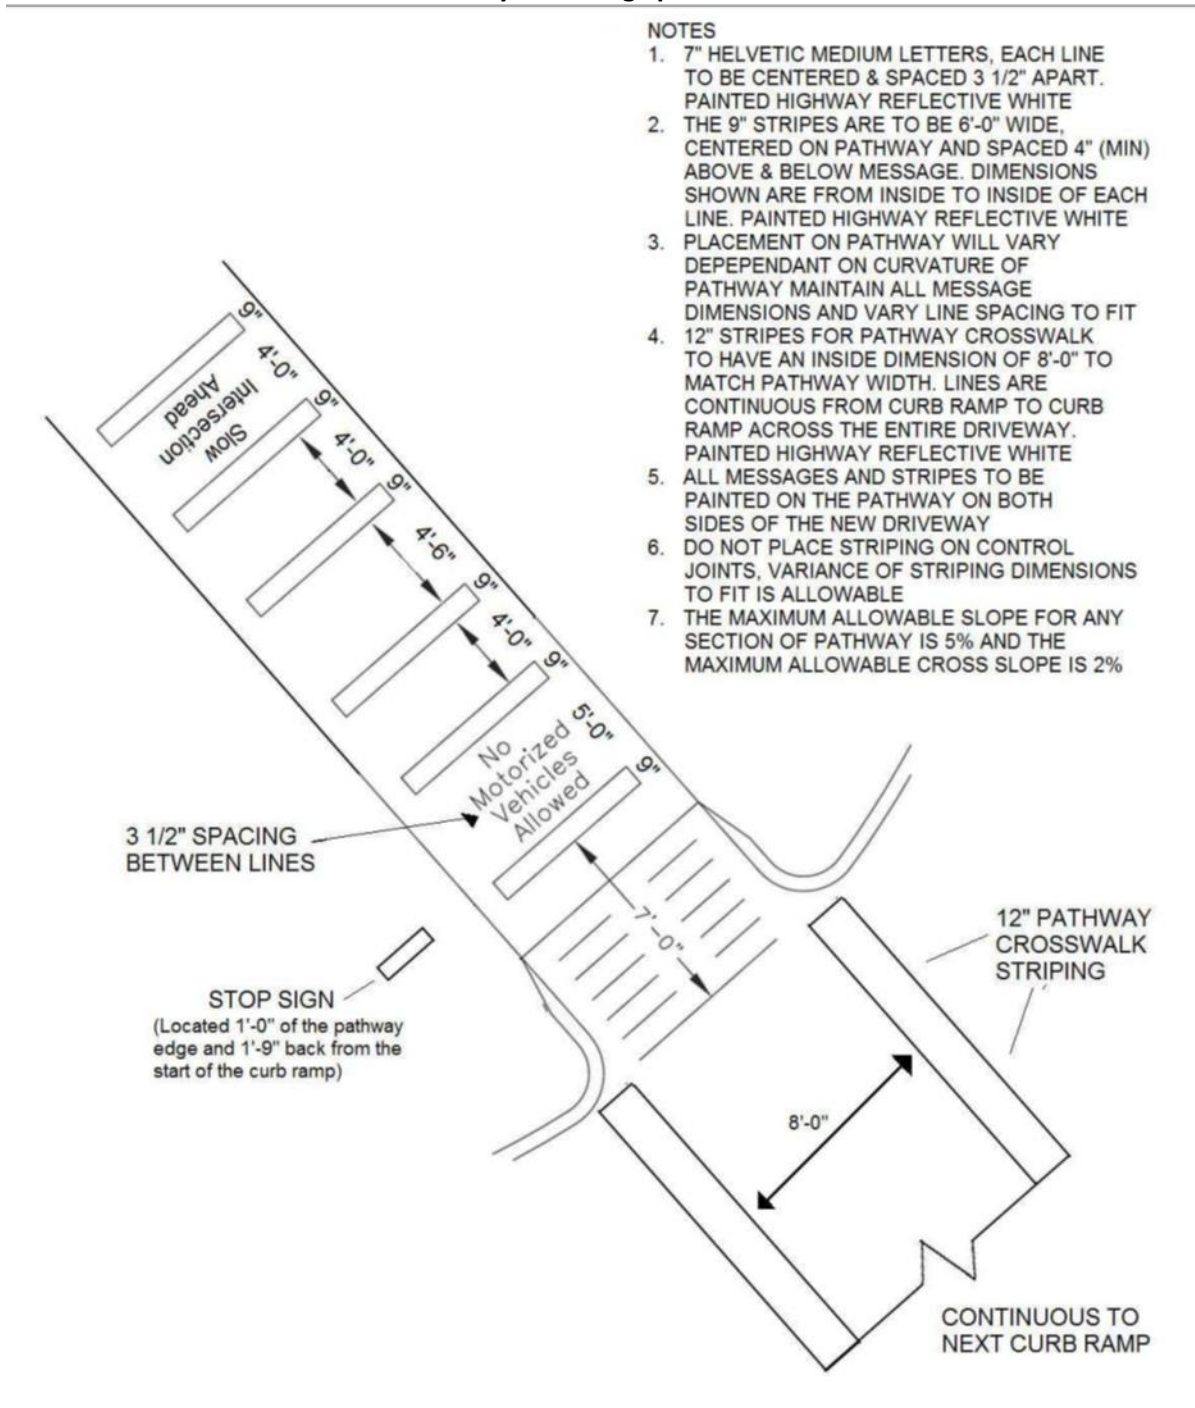 NOTES
1. 7" HELVETIC MEDIUM LETTERS, EACH LINE
TO BE CENTERED & SPACED 3 1/2" APART.
PAINTED HIGHWAY REFLECTIVE WHITE
2. THE 9" STRIPES ARE TO BE 6'-0" WIDE,
CENTERED ON PATHWAY AND SPACED 4" (MIN)
ABOVE & BELOW MESSAGE. DIMENSIONS
SHOWN ARE FROM INSIDE TO INSIDE OF EACH
LINE. PAINTED HIGHWAY REFLECTIVE WHITE
3. PLACEMENT ON PATHWAY WILL VARY
DEPEPENDANT ON CURVATURE OF
PATHWAY MAINTAIN ALL MESSAGE
DIMENSIONS AND VARY LINE SPACING TO FIT
4. 12" STRIPES FOR PATHWAY CROSSWALK
TO HAVE AN INSIDE DIMENSION OF 8'-0" TO
MATCH PATHWAY WIDTH. LINES ARE
CONTINUOUS FROM CURB RAMP TO CURB
RAMP ACROSS THE ENTIRE DRIVEWAY.
PAINTED HIGHWAY REFLECTIVE WHITE
5. ALL MESSAGES AND STRIPES TO BE
PAINTED ON THE PATHWAY ON BOTH
SIDES OF THE NEW DRIVEWAY
6. DO NOT PLACE STRIPING ON CONTROL
JOINTS, VARIANCE OF STRIPING DIMENSIONS
TO FIT IS ALLOWABLE
7. THE MAXIMUM ALLOWABLE SLOPE FOR ANY
SECTION OF PATHWAY IS 5% AND THE
MAXIMUM ALLOWABLE CROSS SLOPE IS 2%
9"
4'-0"
Slow
Intersection
Ahead
9"
4'-0"
9"
4'-6"
9"
4'-0"
9"
5'-0"
No
Motorized
Vehicles
Allowed
9"
3 1/2" SPACING
BETWEEN LINES
7'-0"
12" PATHWAY
CROSSWALK
STRIPING
STOP SIGN
(Located 1'-0" of the pathway
edge and 1'-9" back from the
start of the curb ramp)
8'-0"
CONTINUOUS TO
NEXT CURB RAMP